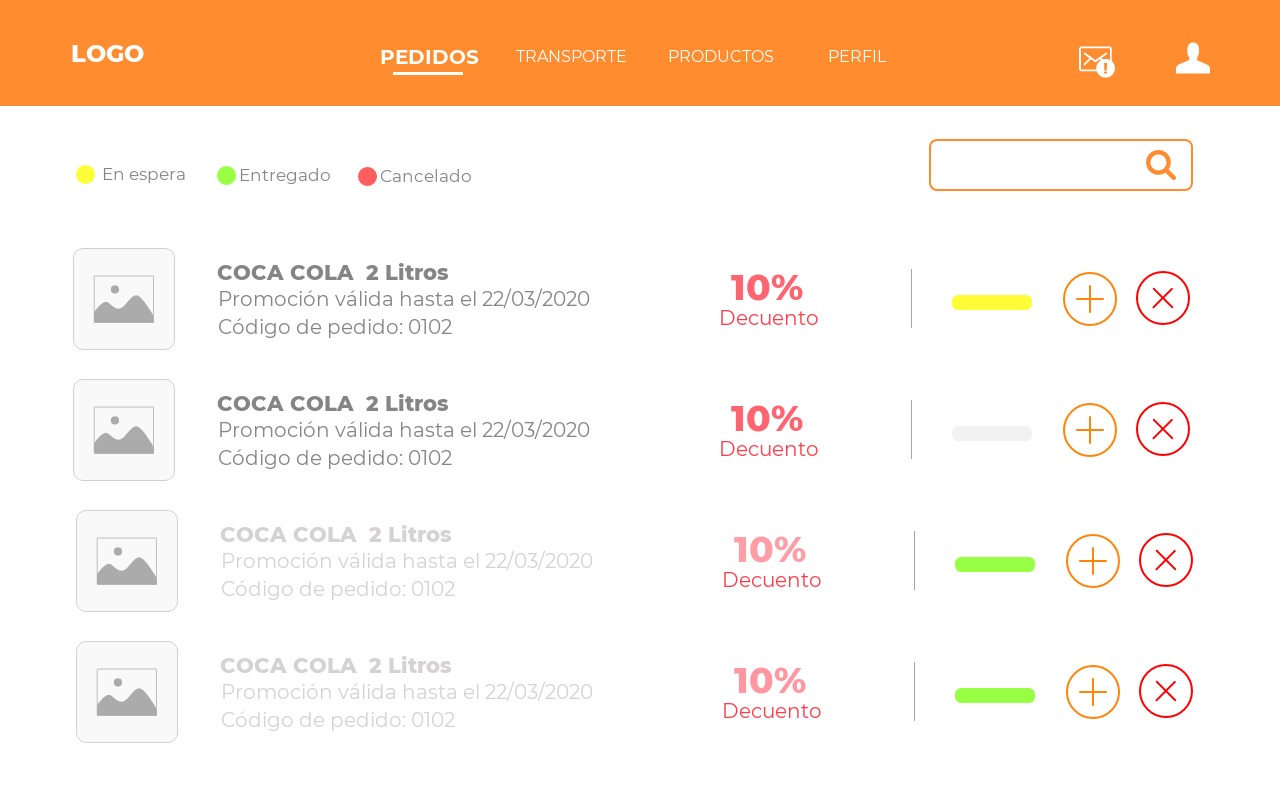 LOGO
PEDIDOS
TRANSPORTE
PRODUCTOS
PERFIL
En espera
Entregado
Cancelado
COCA COLA  2 Litros
Promoción válida hasta el 22/03/2020
Código de pedido: 0102
10%
Decuento
COCA COLA  2 Litros
Promoción válida hasta el 22/03/2020
Código de pedido: 0102
10%
Decuento
COCA COLA  2 Litros
Promoción válida hasta el 22/03/2020
Código de pedido: 0102
10%
Decuento
COCA COLA  2 Litros
Promoción válida hasta el 22/03/2020
Código de pedido: 0102
10%
Decuento